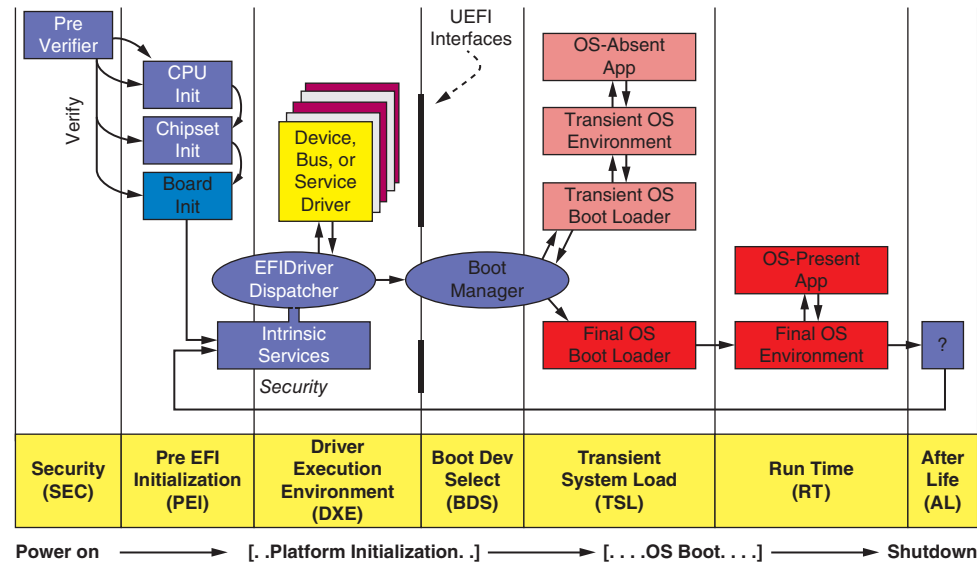 Pre
Verifier
Verify
CPU
Init
Chipset
Init
Board
Init
Device,
Bus, or
Service
Driver
UEFI
Interfaces
EFIDriver
Dispatcher
Intrinsic
Services
Security
Boot
Manager
OS-Absent
App
Transient OS
Environment
Transient OS
Boot Loader
Final OS
Boot Loader
OS-Present
App
Final OS
Environment
?
Security
(SEC)
Pre EFI
Initialization
(PEI)
Driver
Execution
Environment
(DXE)
Boot Dev
Select
(BDS)
Transient
System Load
(TSL)
Run Time
(RT)
After
Life
(AL)
Power on [. .Platform Initialization. .] [. . . .OS Boot. . . .] Shutdown